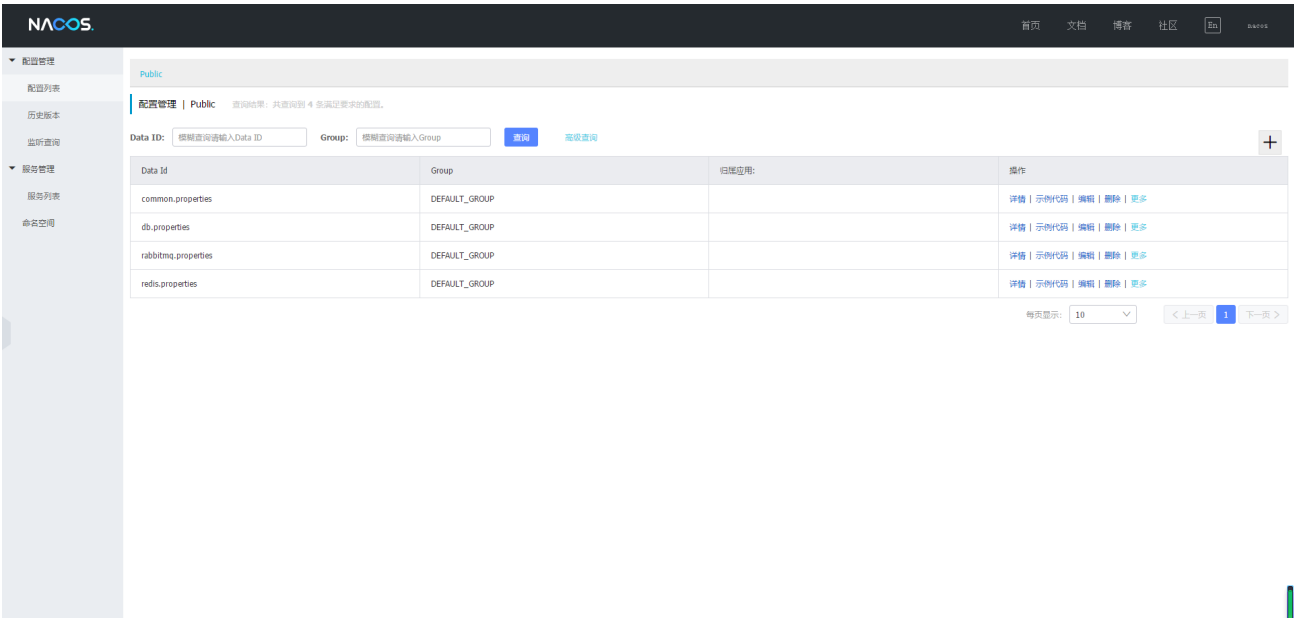 NACOS.
首页 文档 博客 社区 En nacos
配置管理
配置列表
历史版本
监听查询
服务管理
服务列表
命名空间
Public
配置管理 | Public 查询结果：共查询到 4 条满足要求的配置。
Data ID: 模糊查询请输入Data ID Group: 模糊查询请输入Group 查询 高级查询
Data Id Group 归属应用: 操作
common.properties DEFAULT_GROUP 详情 | 示例代码 | 编辑 | 删除 | 更多
db.properties DEFAULT_GROUP 详情 | 示例代码 | 编辑 | 删除 | 更多
rabbitmq.properties DEFAULT_GROUP 详情 | 示例代码 | 编辑 | 删除 | 更多
redis.properties DEFAULT_GROUP 详情 | 示例代码 | 编辑 | 删除 | 更多
每页显示: 10 上一页 1 下一页